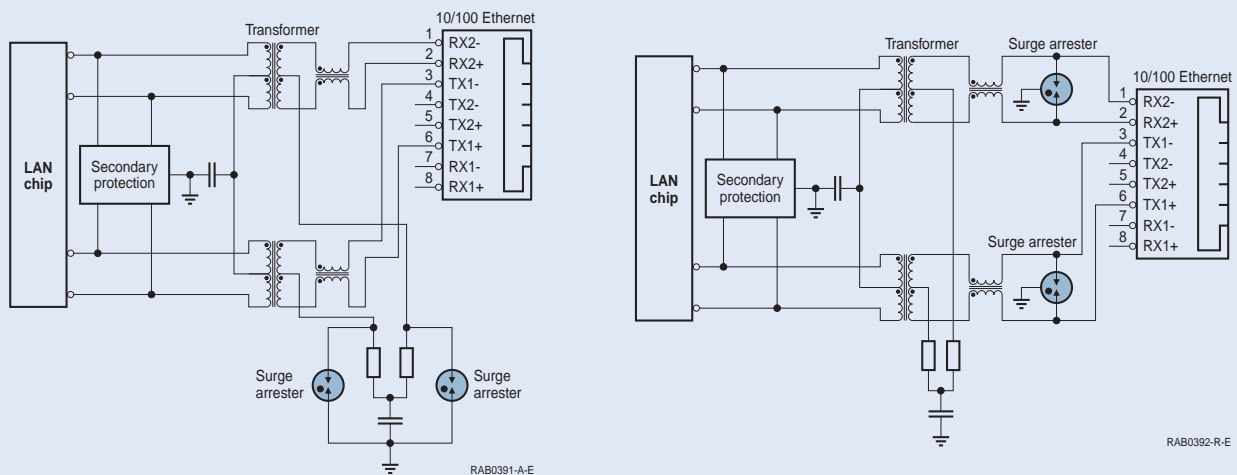 10/100 Ethernet
Transformer
1
RX2-
2
RX2+
3
TX1-
4
TX2-
5
TX2+
6
TX1+
7
RX1-
8
RX1+
LAN
chip
Secondary
protection
Surge
arrester
Surge
arrester
RAB0391-A-E
Transformer
Surge arrester
10/100 Ethernet
1
RX2-
2
RX2+
3
TX1-
4
TX2-
5
TX2+
6
TX1+
7
RX1-
8
RX1+
LAN
chip
Secondary
protection
Surge arrester
RAB0392-R-E